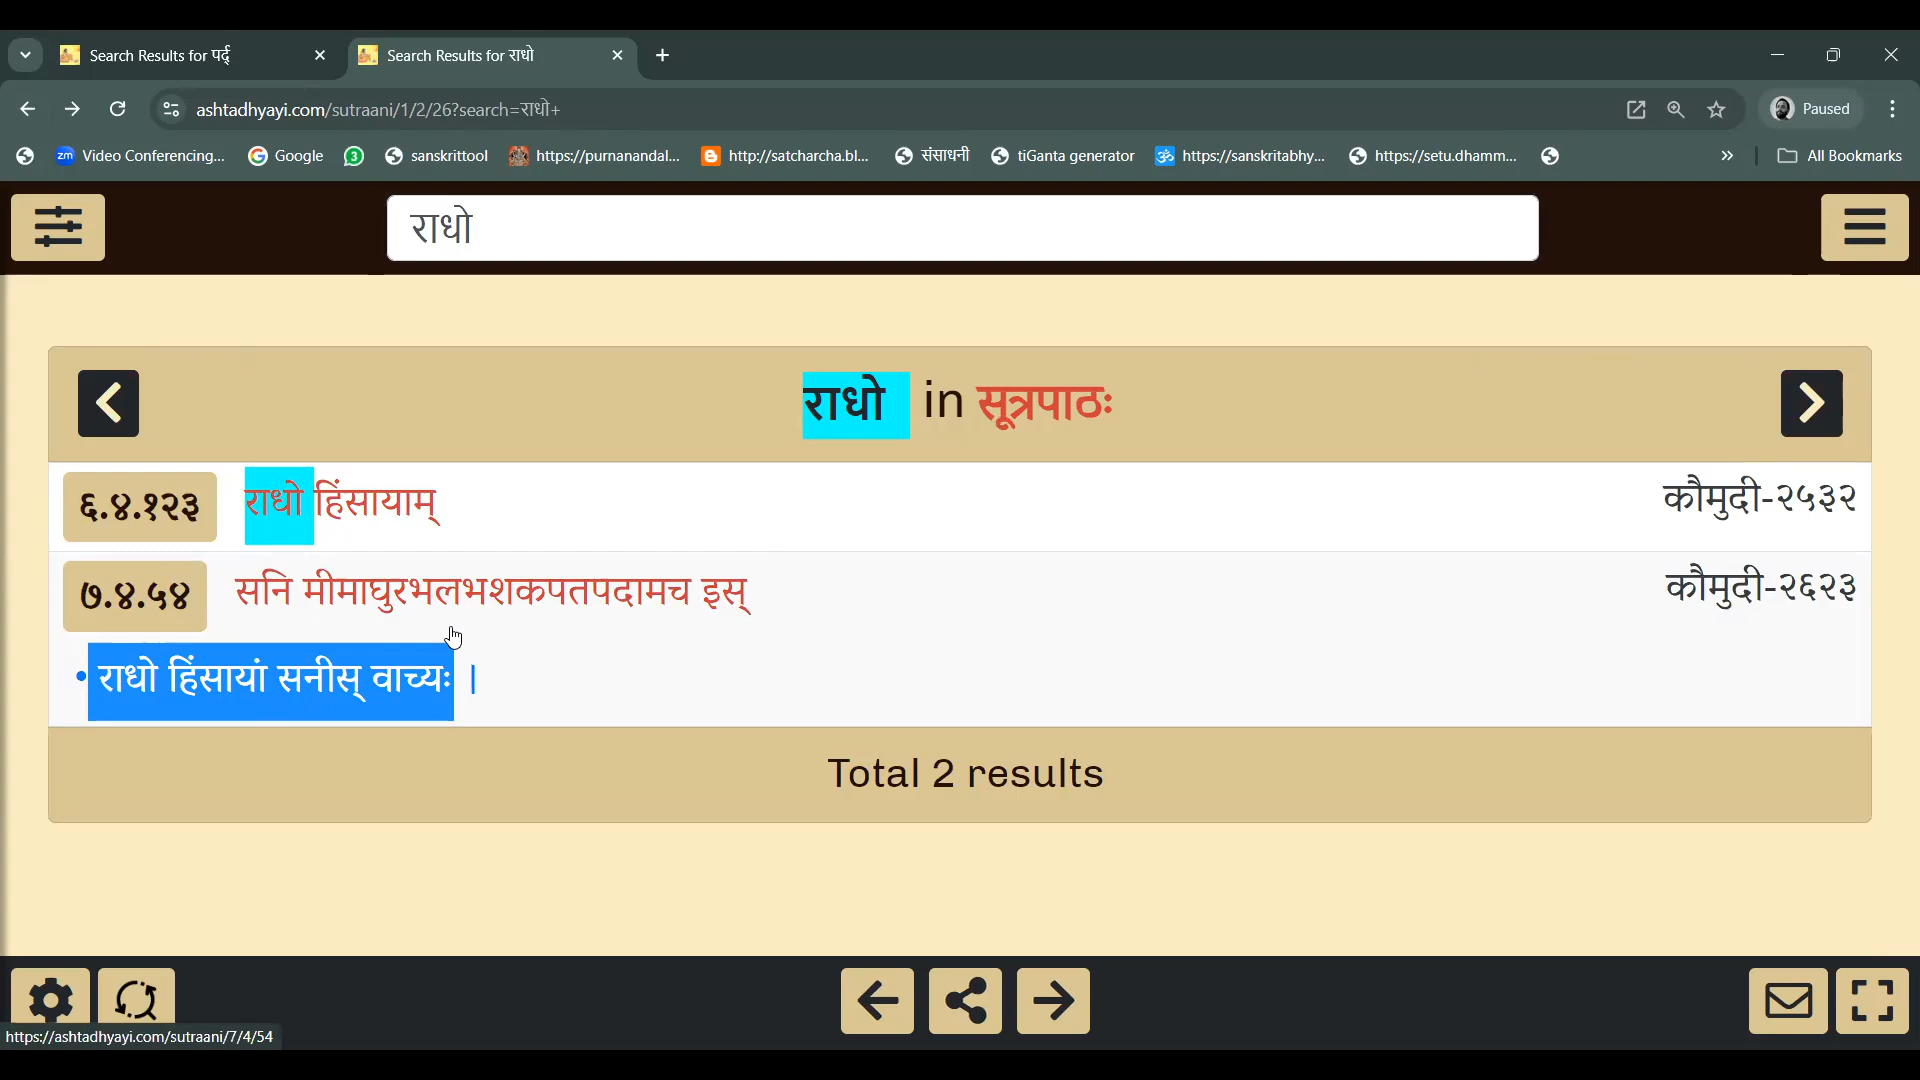 Search Results for पर्द्
Search Results for राधो
ashtadhyayi.com/sutraani/1/2/26?search=राधो+
Paused
zm Video Conferencing...
Google
3
sanskrittool
https://purnanandal...
http://satcharcha.bl...
संसाधनी
tiGanta generator
https://sanskritabhy...
https://setu.dhamm...
All Bookmarks
राधो
राधो in सूत्रपाठः
६.४.१२३ राधो हिंसायाम् कौमुदी-२५३२
७.४.५४ सनि मीमाघुरभलभशकपतपदामच इस् कौमुदी-२६२३
• राधो हिंसायां सनीस् वाच्यः ।
Total 2 results
https://ashtadhyayi.com/sutraani/7/4/54